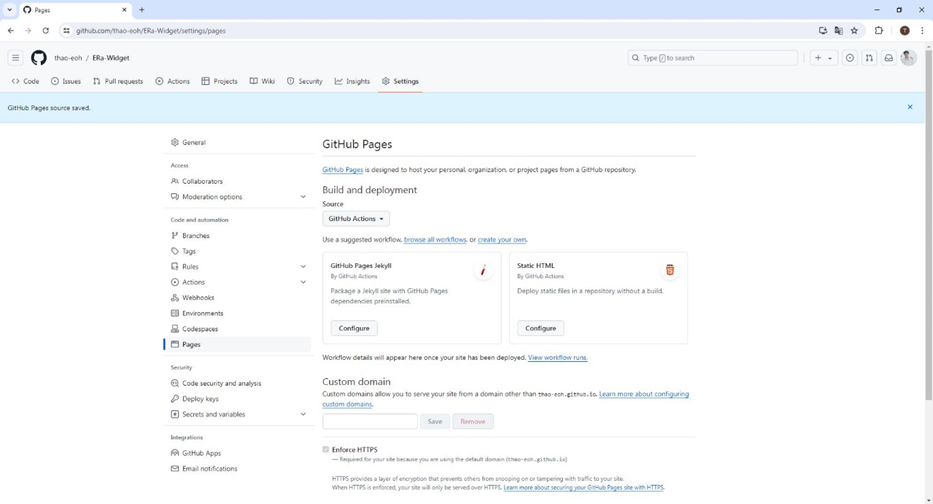 Pages
github.com/thao-eoh/ERa-Widget/settings/pages
T
thao-eoh / ERa-Widget
Type / to search
Code
Issues
Pull requests
Actions
Projects
Wiki
Security
Insights
Settings
GitHub Pages source saved.
General
Access
Collaborators
Moderation options
Code and automation
Branches
Tags
Rules
Actions
Webhooks
Environments
Codespaces
Pages
Security
Code security and analysis
Deploy keys
Secrets and variables
Integrations
GitHub Apps
Email notifications
GitHub Pages
GitHub Pages is designed to host your personal, organization, or project pages from a GitHub repository.
Build and deployment
Source
GitHub Actions
Use a suggested workflow, browse all workflows, or create your own.
GitHub Pages Jekyll
By GitHub Actions
Package a Jekyll site with GitHub Pages
dependencies preinstalled.
Configure
Static HTML
By GitHub Actions
Deploy static files in a repository without a build.
Configure
Workflow details will appear here once your site has been deployed. View workflow runs.
Custom domain
Custom domains allow you to serve your site from a domain other than thao-eoh.github.io. Learn more about configuring
custom domains.
Save
Remove
Enforce HTTPS
— Required for your site because you are using the default domain (thao-eoh.github.io)
HTTPS provides a layer of encryption that prevents others from snooping on or tampering with traffic to your site.
When HTTPS is enforced, your site will only be served over HTTPS. Learn more about securing your GitHub Pages site with HTTPS.